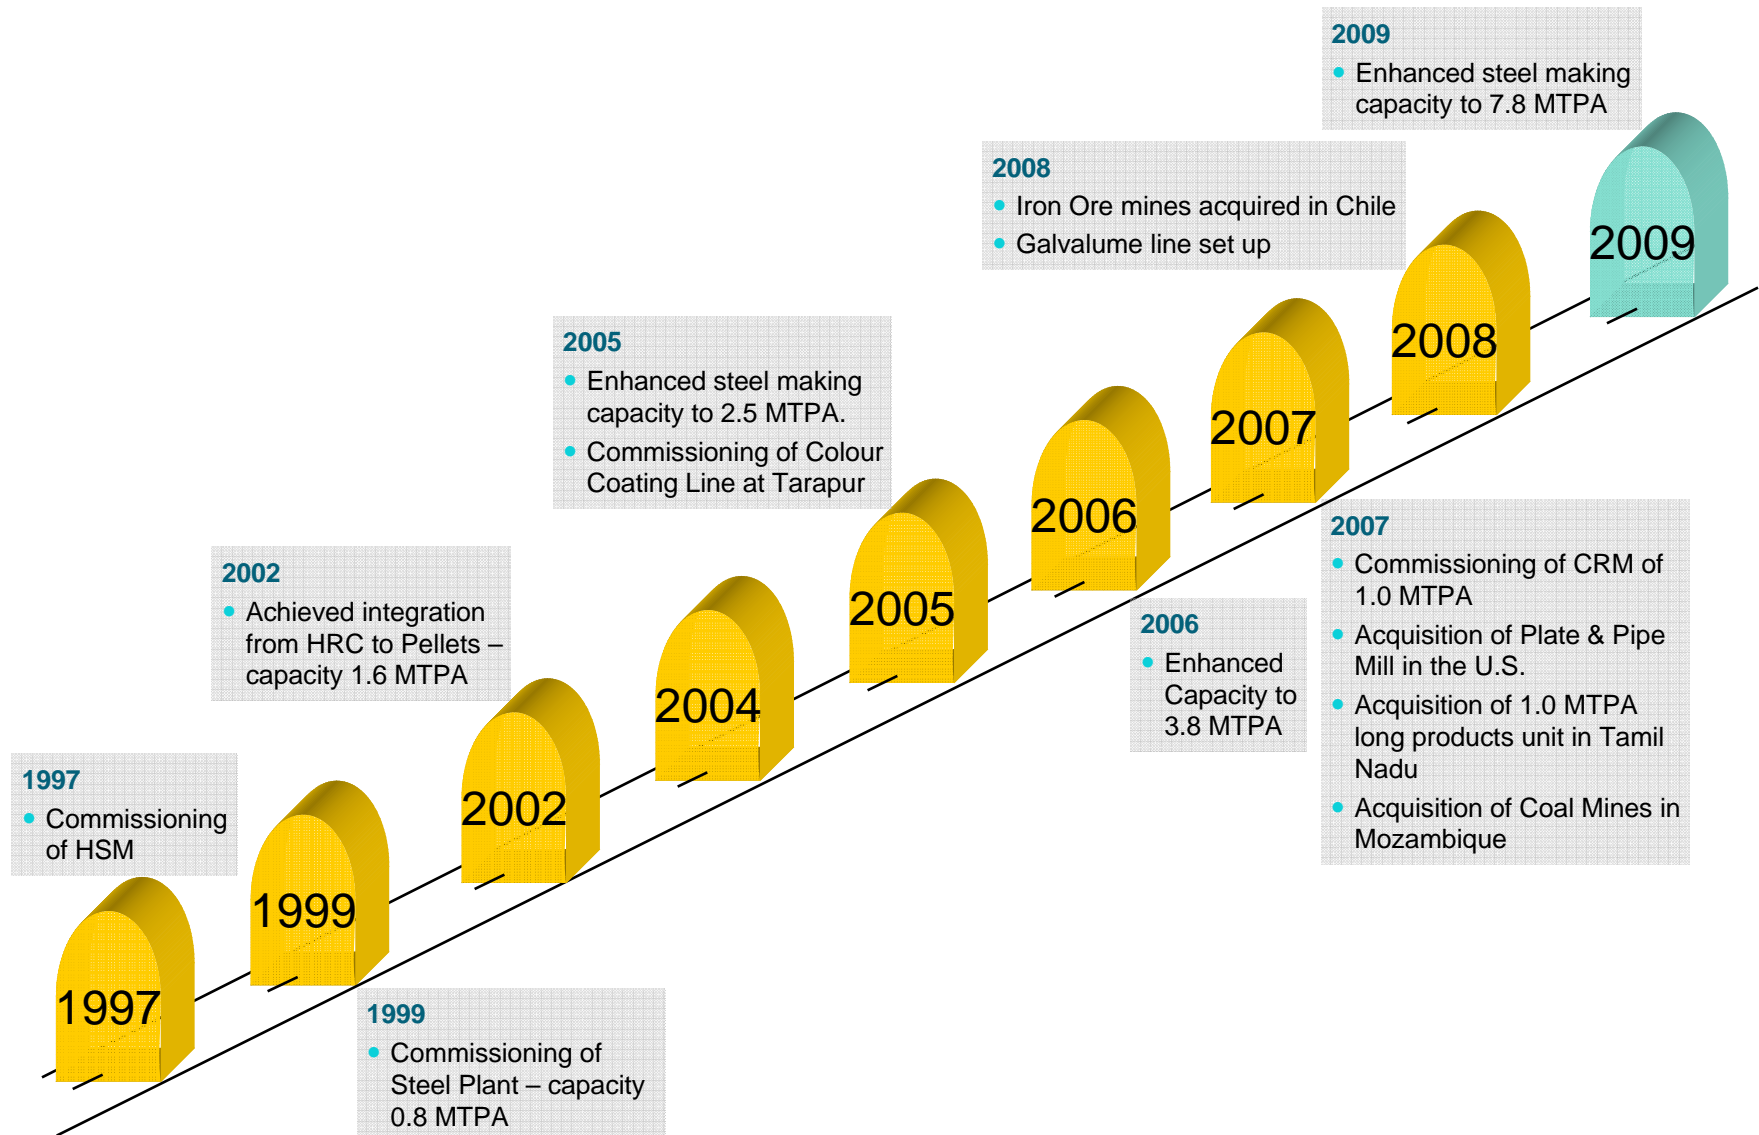 2009
Enhanced steel making
capacity to 7.8 MTPA
2008
Iron Ore mines acquired in Chile
Galvalume line set up
2009
2008
2005
Enhanced steel making
capacity to 2.5 MTPA.
Commissioning of Colour
Coating Line at Tarapur
2007
2006
2007
Commissioning of CRM of
1.0 MTPA
Acquisition of Plate & Pipe
Mill in the U.S.
Acquisition of 1.0 MTPA
long products unit in Tamil
Nadu
Acquisition of Coal Mines in
Mozambique
2002
Achieved integration
from HRC to Pellets –
capacity 1.6 MTPA
2005
2006
Enhanced
Capacity to
3.8 MTPA
2004
1997
Commissioning
of HSM
2002
1999
1997
1999
Commissioning of
Steel Plant – capacity
0.8 MTPA